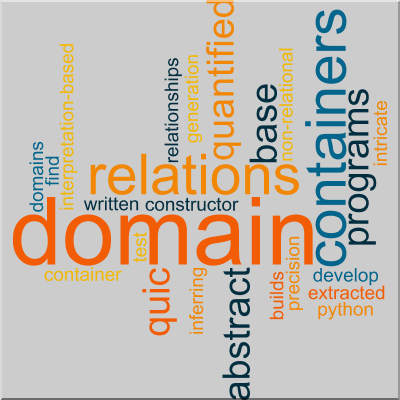 quantified
containers
interpretation-based
relationships
generation
base
non-relational
programs
intricate
domains
find
relations
written
constructor
domain
test
container
quic
inferring
abstract
builds
precision
develop
extracted
python